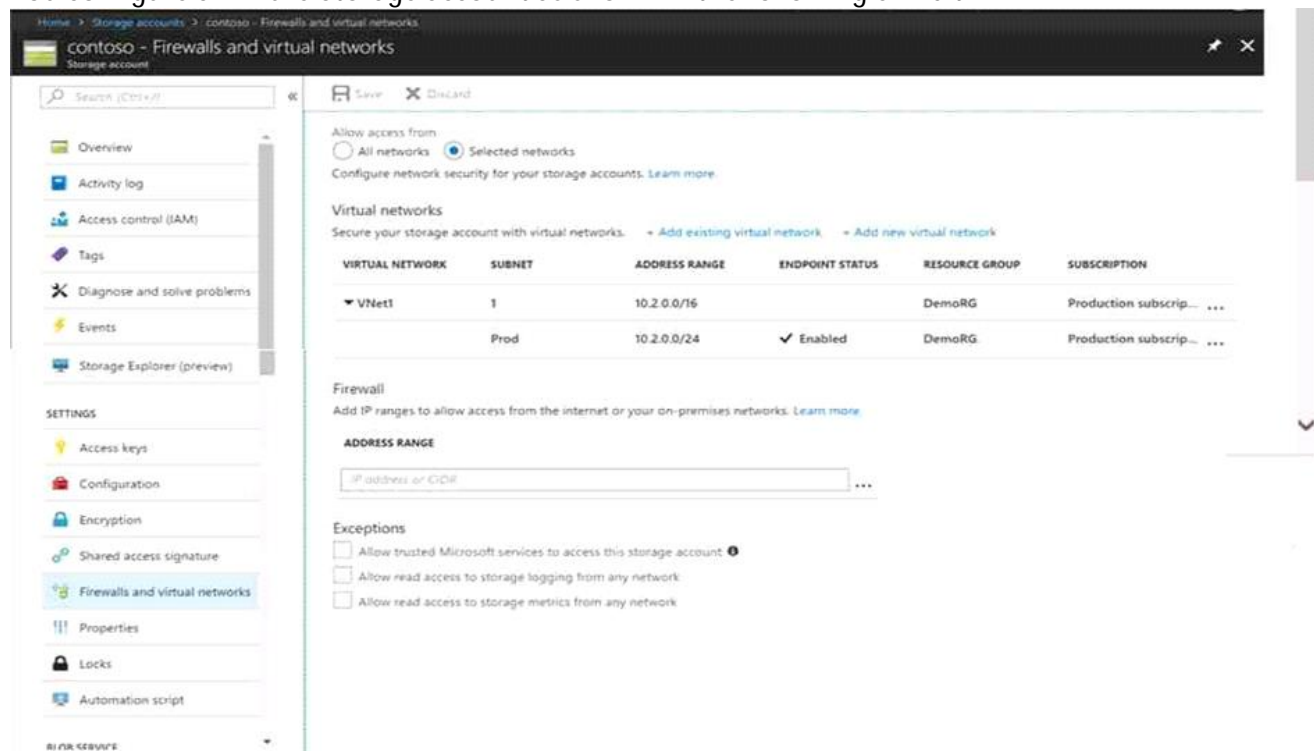 Home > Storage accounts > contoso - Firewalls and virtual networks
contoso - Firewalls and virtual networks
Storage account
Search (Ctrl+/)
Save Discard
Overview
Activity log
Access control (IAM)
Tags
Diagnose and solve problems
Events
Storage Explorer (preview)
SETTINGS
Access keys
Configuration
Encryption
Shared access signature
Firewalls and virtual networks
Properties
Locks
Automation script
BLOB SERVICE
Allow access from
All networks Selected networks
Configure network security for your storage accounts. Learn more.
Virtual networks
Secure your storage account with virtual networks. + Add existing virtual network + Add new virtual network
VIRTUAL NETWORK SUBNET ADDRESS RANGE ENDPOINT STATUS RESOURCE GROUP SUBSCRIPTION
VNet1 1 10.2.0.0/16 DemoRG Production subscrip... ...
Prod 10.2.0.0/24 ✓ Enabled DemoRG Production subscrip... ...
Firewall
Add IP ranges to allow access from the internet or your on-premises networks. Learn more.
ADDRESS RANGE
IP address or CIDR ...
Exceptions
Allow trusted Microsoft services to access this storage account
Allow read access to storage logging from any network
Allow read access to storage metrics from any network